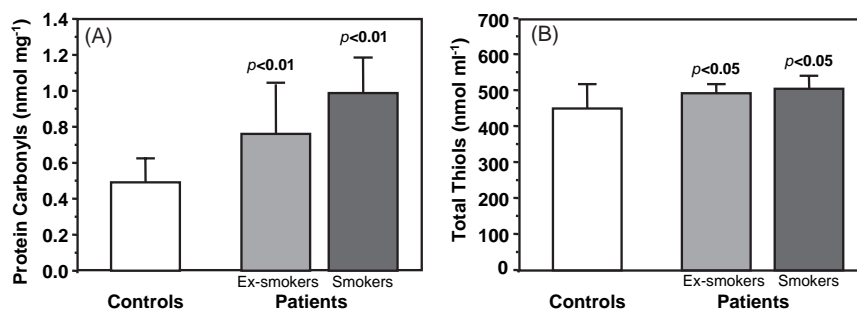 (A)
Protein Carbonyls (nmol mg⁻¹)
1.4
1.2
1.0
0.8
0.6
0.4
0.2
0.0
p<0.01
p<0.01
Ex-smokers Smokers
Controls Patients
(B)
Total Thiols (nmol ml⁻¹)
700
600
500
400
300
200
100
0
p<0.05
p<0.05
Ex-smokers Smokers
Controls Patients